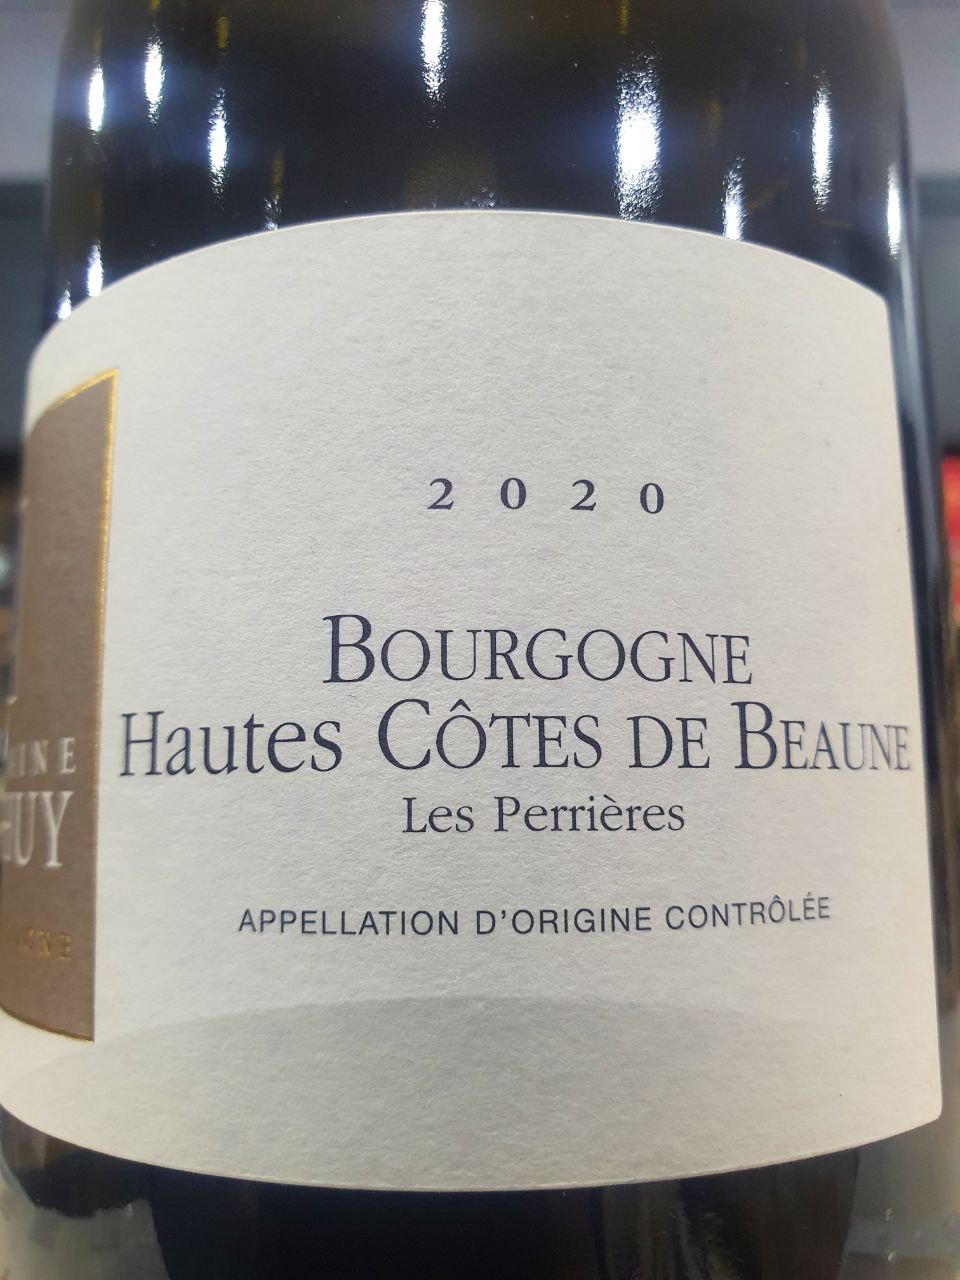 2020
BOURGOGNE
Hautes CÔTES DE BEAUNE
Les Perrières
APPELLATION D'ORIGINE CONTRÔLÉE